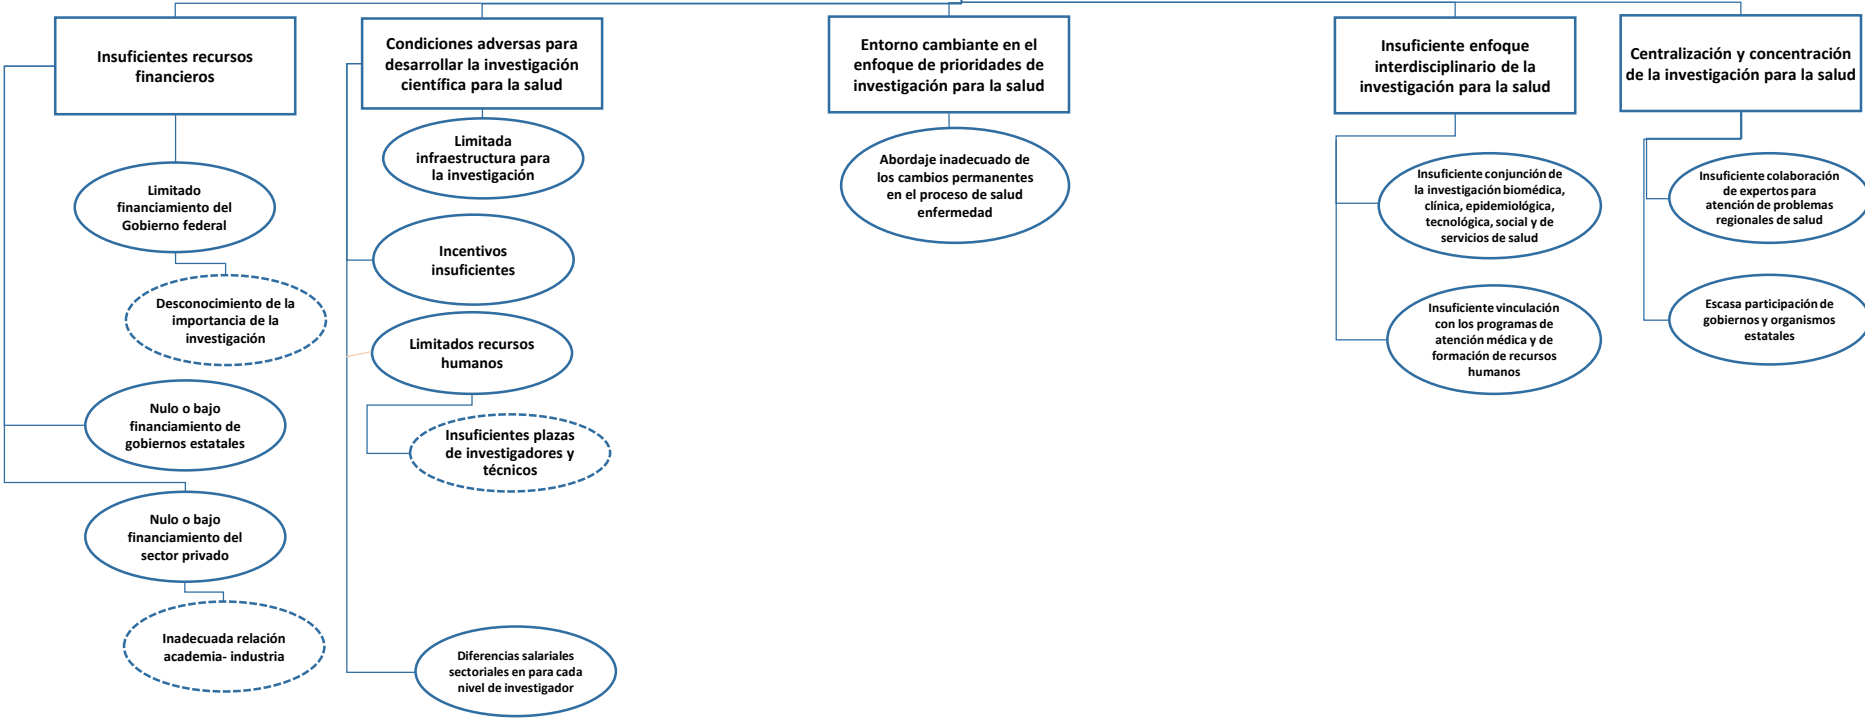 Insuficientes recursos
financieros
Limitado
financiamiento del
Gobierno federal
Desconocimiento de la
importancia de la
investigación
Nulo o bajo
financiamiento de
gobiernos estatales
Nulo o bajo
financiamiento del
sector privado
Inadecuada relación
academia- industria
Condiciones adversas para
desarrollar la investigación
científica para la salud
Limitada
infraestructura para
la investigación
Incentivos
insuficientes
Limitados recursos
humanos
Insuficientes plazas
de investigadores y
técnicos
Diferencias salariales
sectoriales en para cada
nivel de investigador
Entorno cambiante en el
enfoque de prioridades de
investigación para la salud
Abordaje inadecuado de
los cambios permanentes
en el proceso de salud
enfermedad
Insuficiente enfoque
interdisciplinario de la
investigación para la salud
Insuficiente conjunción de
la investigación biomédica,
clínica, epidemiológica,
tecnológica, social y de
servicios de salud
Insuficiente vinculación
con los programas de
atención médica y de
formación de recursos
humanos
Centralización y concentración
de la investigación para la salud
Insuficiente colaboración
de expertos para
atención de problemas
regionales de salud
Escasa participación de
gobiernos y organismos
estatales